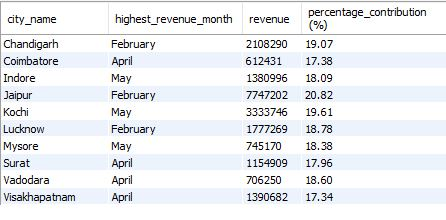 city_name highest_revenue_month revenue percentage_contribution (%)
Chandigarh February 2108290 19.07
Coimbatore April 612431 17.38
Indore May 1380996 18.09
Jaipur February 7747202 20.82
Kochi May 3333746 19.61
Lucknow February 1777269 18.78
Mysore May 745170 18.38
Surat April 1154909 17.96
Vadodara April 706250 18.60
Visakhapatnam April 1390682 17.34